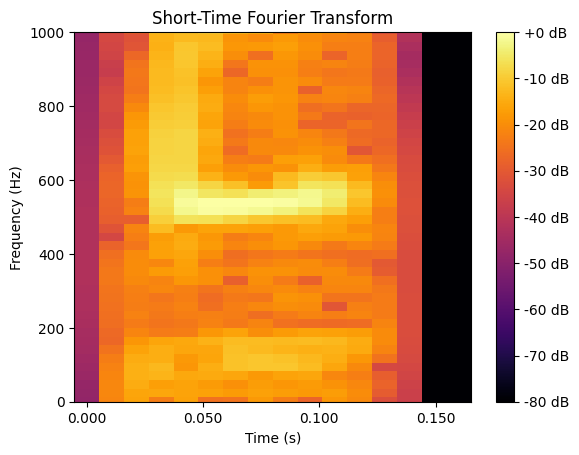 Short-Time Fourier Transform
Frequency (Hz)
1000
800
600
400
200
0
0.000
0.050
0.100
0.150
Time (s)
+0 dB
-10 dB
-20 dB
-30 dB
-40 dB
-50 dB
-60 dB
-70 dB
-80 dB